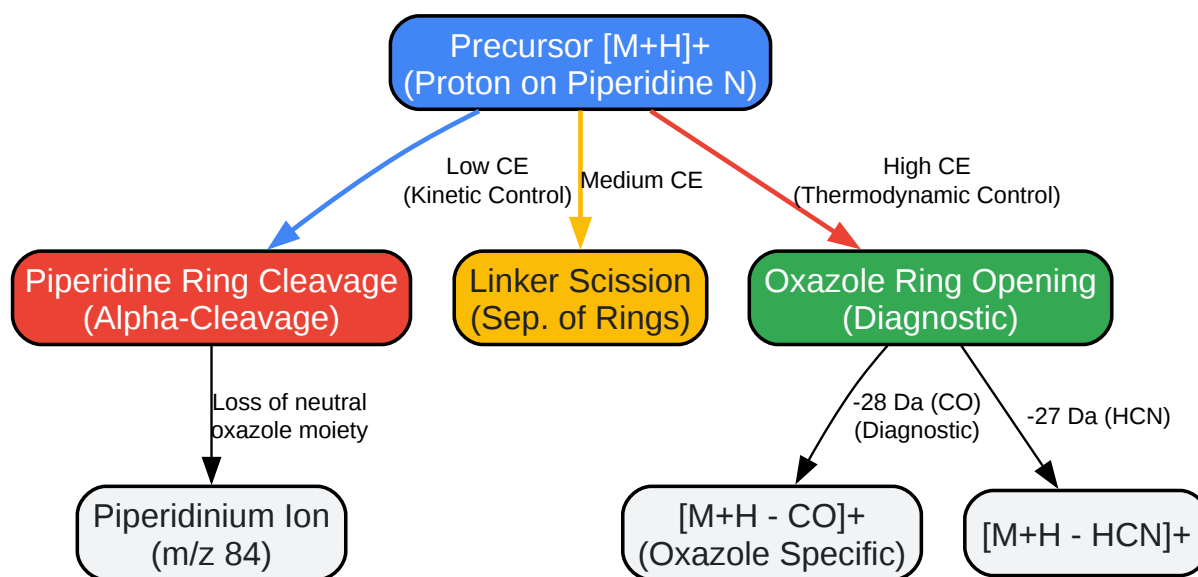 Precursor [M+H]+
(Proton on Piperidine N)
Low CE
(Kinetic Control)
Medium CE
High CE
(Thermodynamic Control)
Piperidine Ring Cleavage
(Alpha-Cleavage)
Linker Scission
(Sep. of Rings)
Oxazole Ring Opening
(Diagnostic)
Loss of neutral
oxazole moiety
-28 Da (CO)
(Diagnostic)
-27 Da (HCN)
Piperidinium Ion
(m/z 84)
[M+H - CO]+
(Oxazole Specific)
[M+H - HCN]+